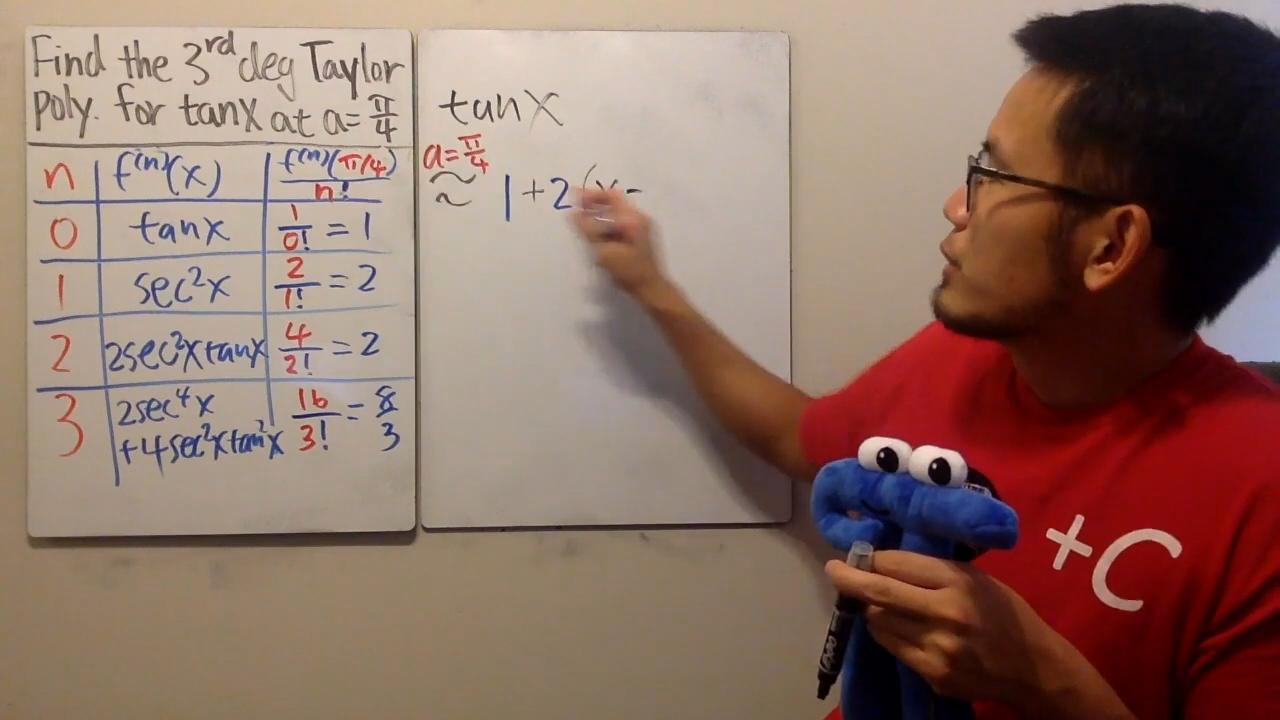 Find the 3rd deg Taylor
poly. for tanx at a= π/4
n f⁽ⁿ⁾(x) f⁽ⁿ⁾(π/4)/n!
0 tanx 1/0! = 1
1 sec²x 2/1! = 2
2 2sec²x tanx 4/2! = 2
3 2sec⁴x +4sec²x tan²x 16/3! = 8/3
tanx
a= π/4
≈ 1 +2 (x-
+C